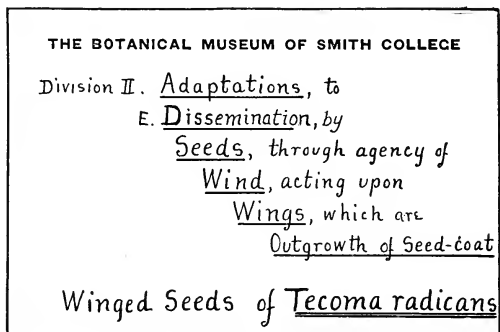 THE BOTANICAL MUSEUM OF SMITH COLLEGE
Division II. Adaptations, to
E. Dissemination, by
Seeds, through agency of
Wind, acting upon
Wings, which are
Outgrowth of Seed-coat
Winged Seeds of Tecoma radicans